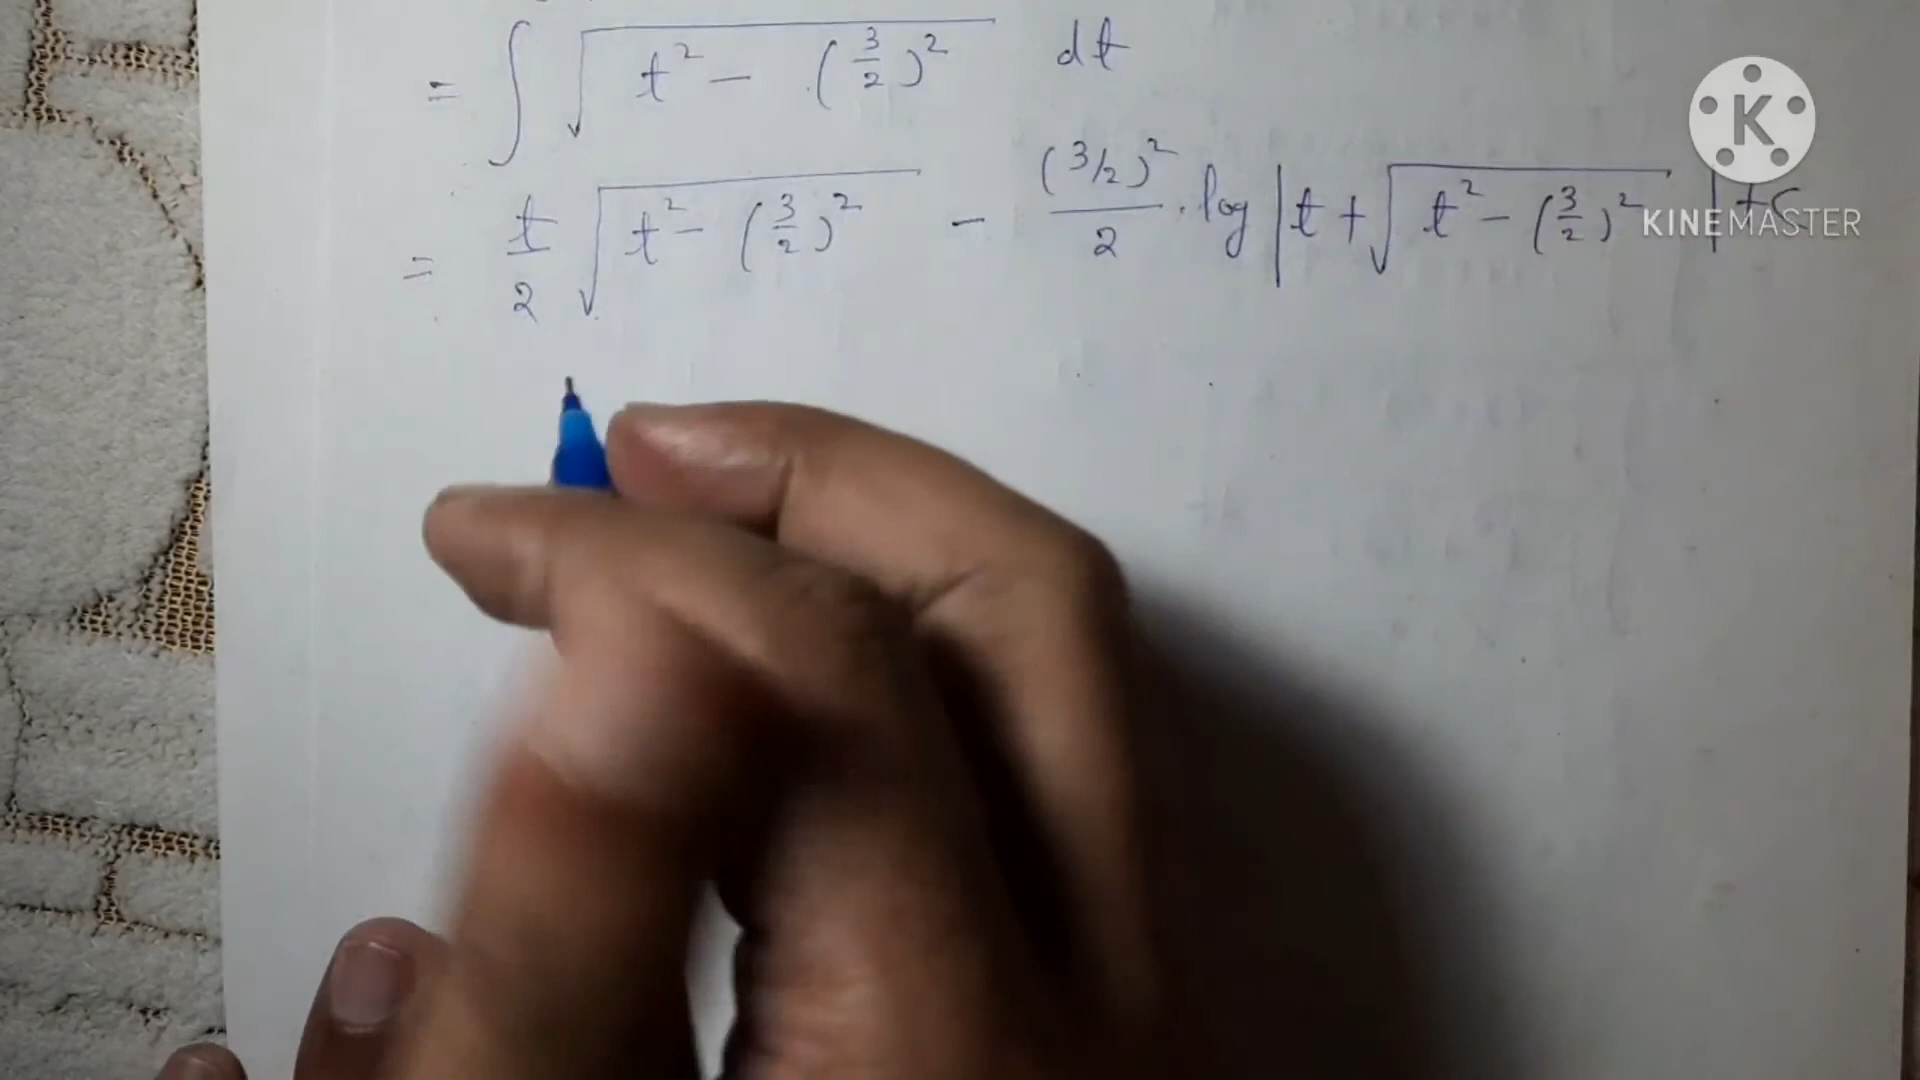 = ∫ √(t² - (3/2)²) dt
= t/2 √(t² - (3/2)²) - (3/2)²/2 . log |t + √(t² - (3/2)²)| + c
K
KINEMASTER